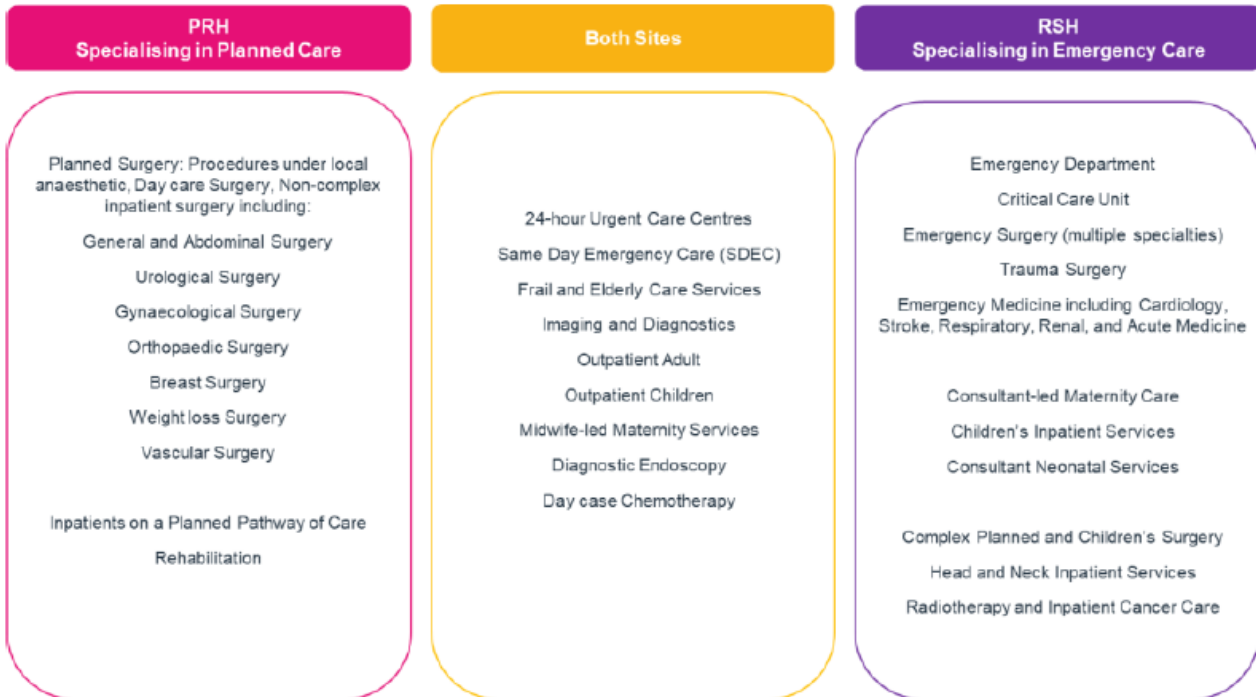 PRH
Specialising in Planned Care
Planned Surgery: Procedures under local
anaesthetic, Day care Surgery, Non-complex
inpatient surgery including:
General and Abdominal Surgery
Urological Surgery
Gynaecological Surgery
Orthopaedic Surgery
Breast Surgery
Weight loss Surgery
Vascular Surgery
Inpatients on a Planned Pathway of Care
Rehabilitation
Both Sites
24-hour Urgent Care Centres
Same Day Emergency Care (SDEC)
Frail and Elderly Care Services
Imaging and Diagnostics
Outpatient Adult
Outpatient Children
Midwife-led Maternity Services
Diagnostic Endoscopy
Day case Chemotherapy
RSH
Specialising in Emergency Care
Emergency Department
Critical Care Unit
Emergency Surgery (multiple specialties)
Trauma Surgery
Emergency Medicine including Cardiology,
Stroke, Respiratory, Renal, and Acute Medicine
Consultant-led Maternity Care
Children's Inpatient Services
Consultant Neonatal Services
Complex Planned and Children's Surgery
Head and Neck Inpatient Services
Radiotherapy and Inpatient Cancer Care